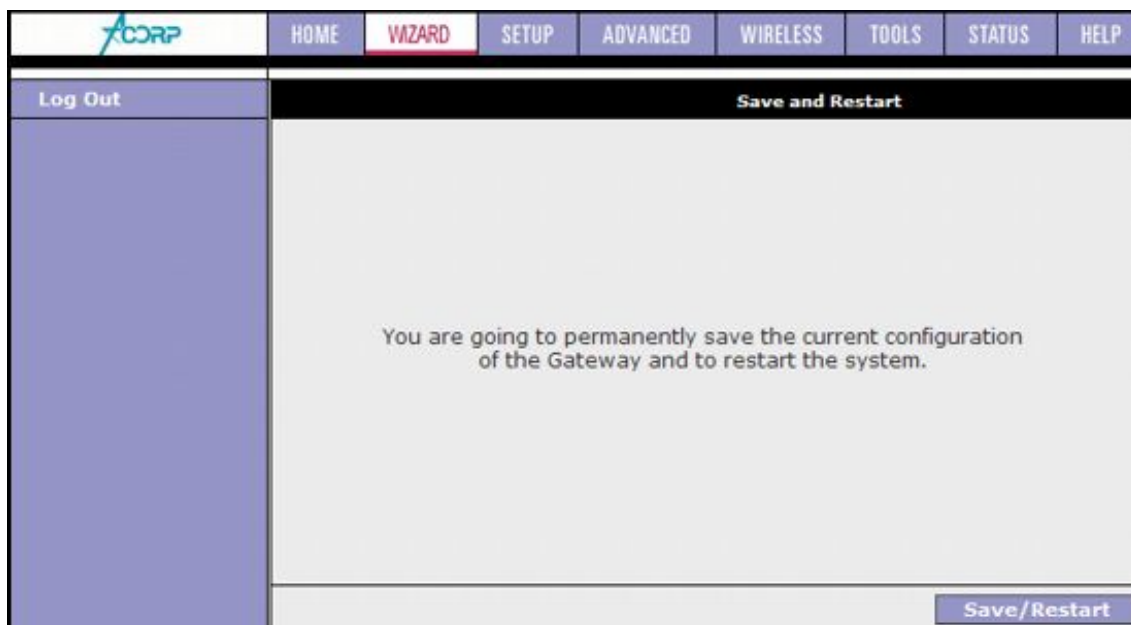 ACORP
HOME WIZARD SETUP ADVANCED WIRELESS TOOLS STATUS HELP
Log Out
Save and Restart
You are going to permanently save the current configuration
of the Gateway and to restart the system.
Save/Restart